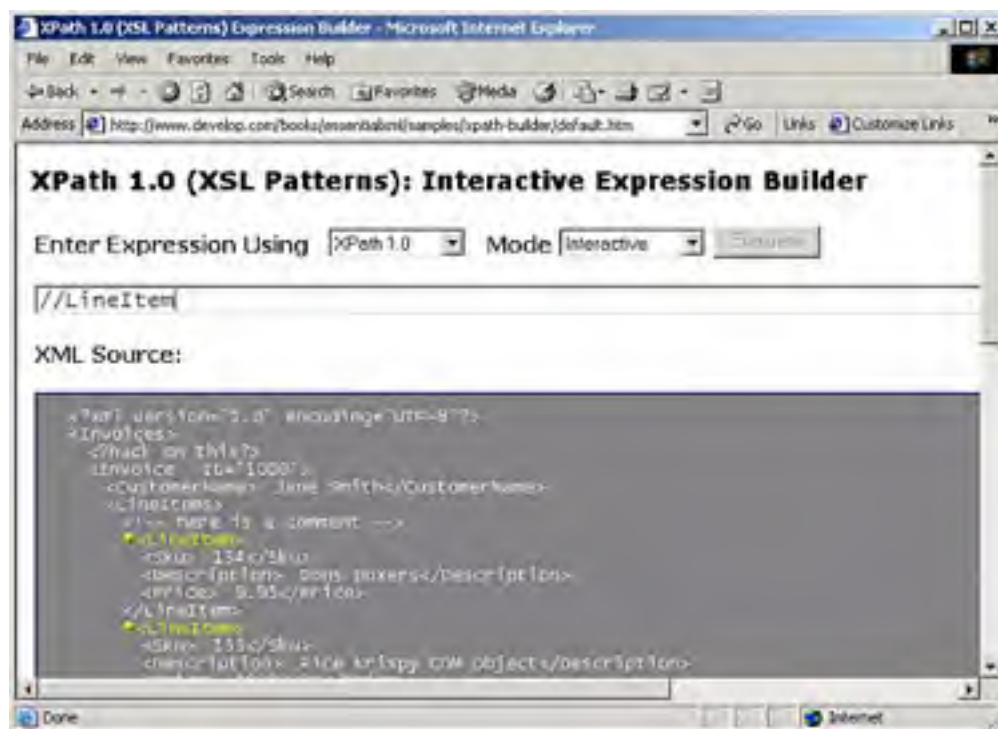 XPath 1.0 (XSL Patterns) Expression Builder - Microsoft Internet Explorer
File Edit View Favorites Tools Help
Back Search Favorites Media
Address http://www.develop.com/books/essentialxml/samples/xpath-builder/default.htm Go Links Customize Links
XPath 1.0 (XSL Patterns): Interactive Expression Builder
Enter Expression Using XPath 1.0 Mode Interactive
//LineItem
XML Source:
<?xml version="1.0" encoding="UTF-8"?>
<Invoices>
<?hack on this?>
<Invoice id="1000">
<CustomerName> Jane Smith</CustomerName>
<LineItems>
<!-- here is a comment -->
<LineItem>
<Sku> 134</Sku>
<Description> Dons Boxers</Description>
<Price> 9.95</Price>
</LineItem>
<LineItem>
<Sku> 153</Sku>
<Description> Rice Krispy COM object</Description>
Done Internet